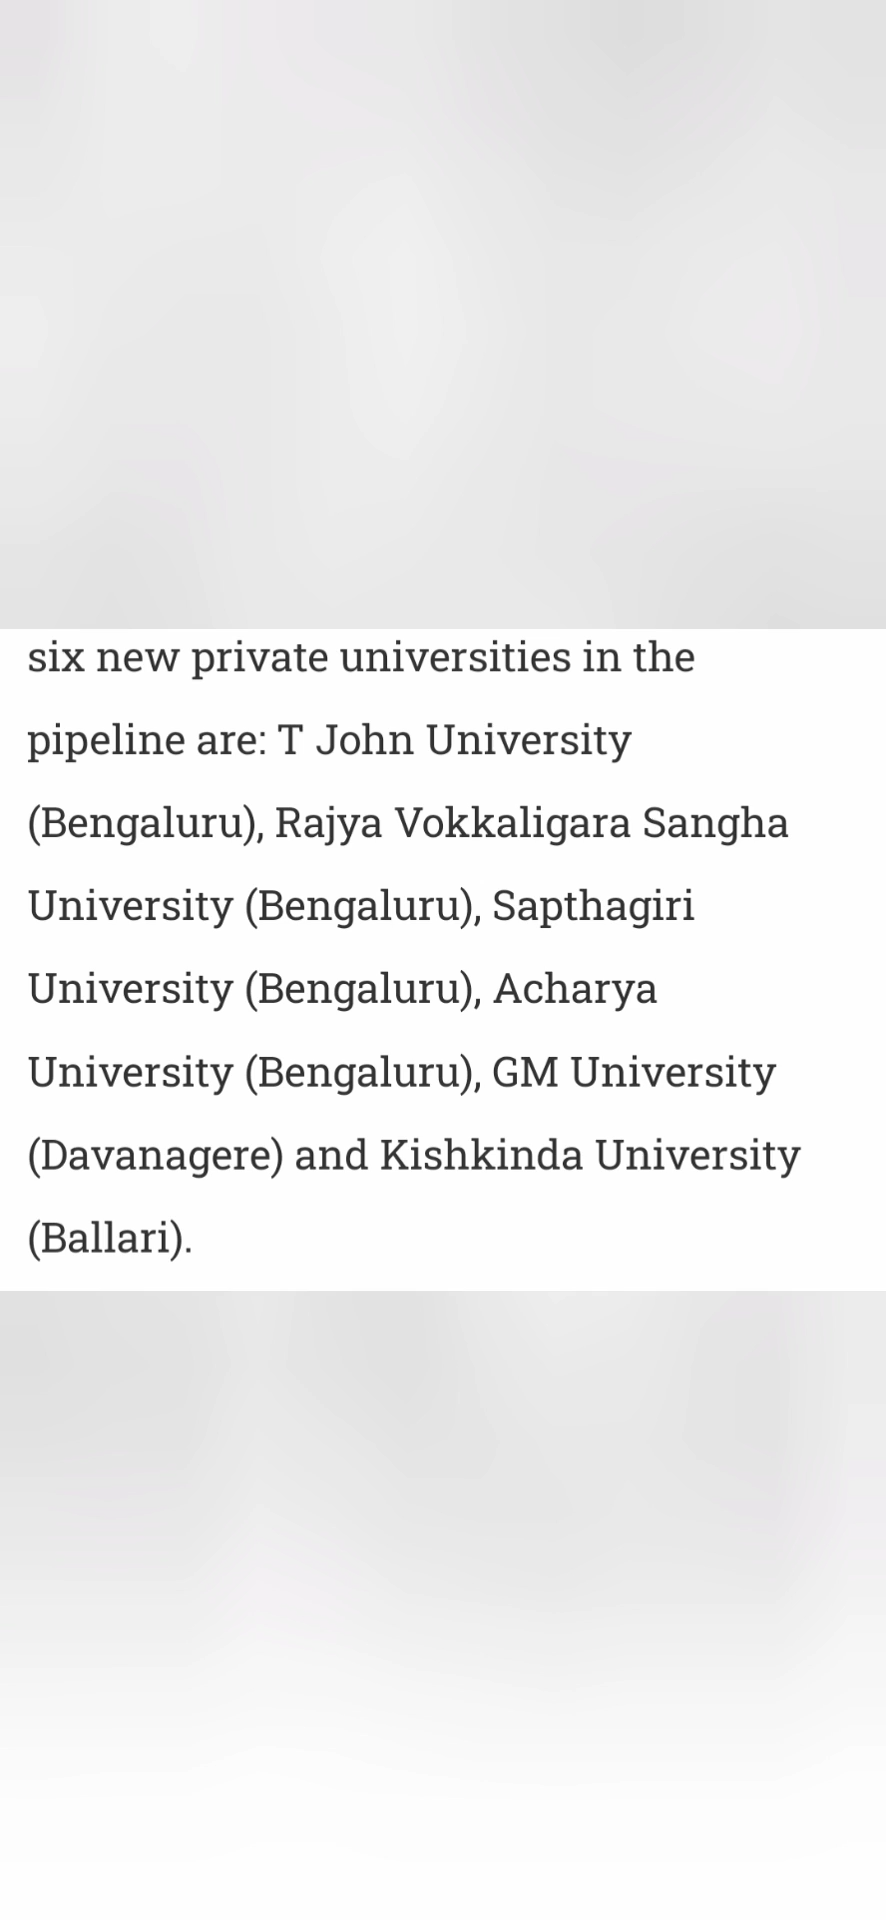 six new private universities in the
pipeline are: T John University
(Bengaluru), Rajya Vokkaligara Sangha
University (Bengaluru), Sapthagiri
University (Bengaluru), Acharya
University (Bengaluru), GM University
(Davanagere) and Kishkinda University
(Ballari).